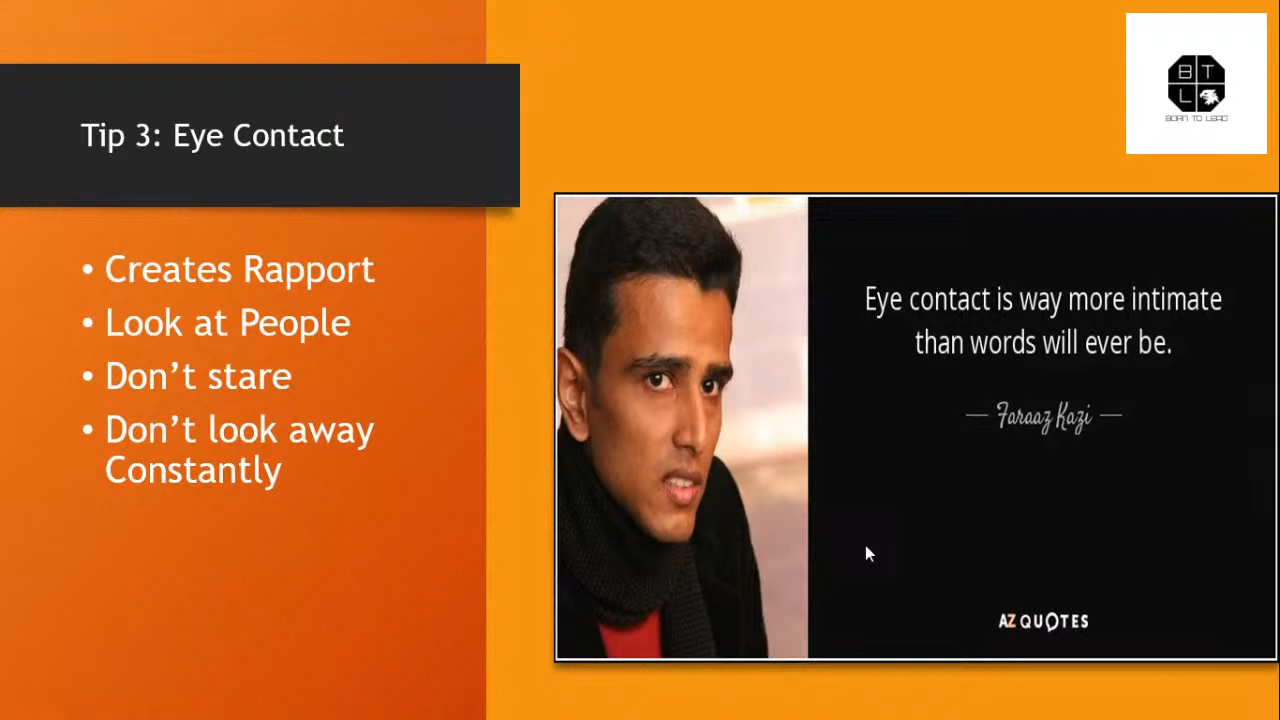 Tip 3: Eye Contact
• Creates Rapport
• Look at People
• Don’t stare
• Don’t look away
Constantly
B T
L
BORN TO LEAD
Eye contact is way more intimate
than words will ever be.
— Faraaz Kazi —
AZ QUOTES